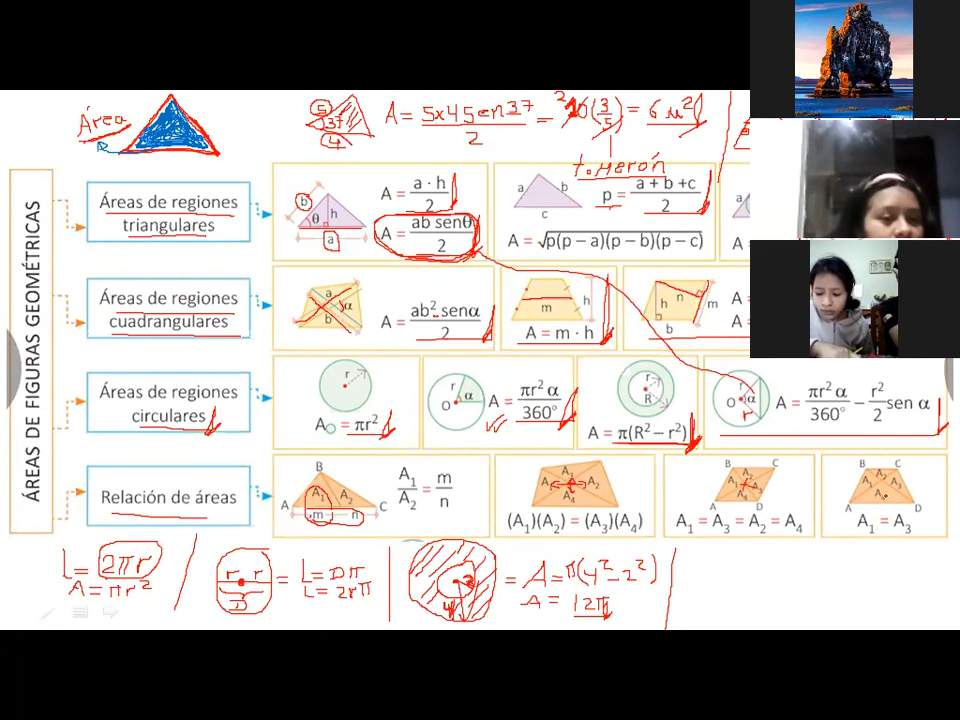 Área
5
37
4
A = 5x4Sen37 / 2 = 10(3/5) = 6 u²
2
t. Herón
ÁREAS DE FIGURAS GEOMÉTRICAS
Áreas de regiones
triangulares
b
θ
h
a
A = a · h / 2
A = ab senθ / 2
a
b
c
p = a + b + c / 2
A = √p(p – a)(p – b)(p – c)
A =
Áreas de regiones
cuadrangulares
a
α
b
A = ab² senα / 2
m
h
A = m · h
h
n
m
b
A =
A =
Áreas de regiones
circulares
r
A○ = πr²
r
O
α
A = πr² α / 360°
r
R
A = π(R² – r²)
r
O
α
r
A = πr² α / 360° – r² / 2 sen α
Relación de áreas
B
A₁
A₂
A
m
n
C
A₁ / A₂ = m / n
A₃
A₁
A₂
A₄
(A₁)(A₂) = (A₃)(A₄)
B
C
A₂
A₁
A₃
A₄
A
D
A₁ = A₃ = A₂ = A₄
B
C
A₂
A₁
A₃
A
D
A₁ = A₃
L = 2πr
A = πr²
r r
D
= L = Dπ
L = 2rπ
2
4
= A = π(4² – 2²)
A = 12π